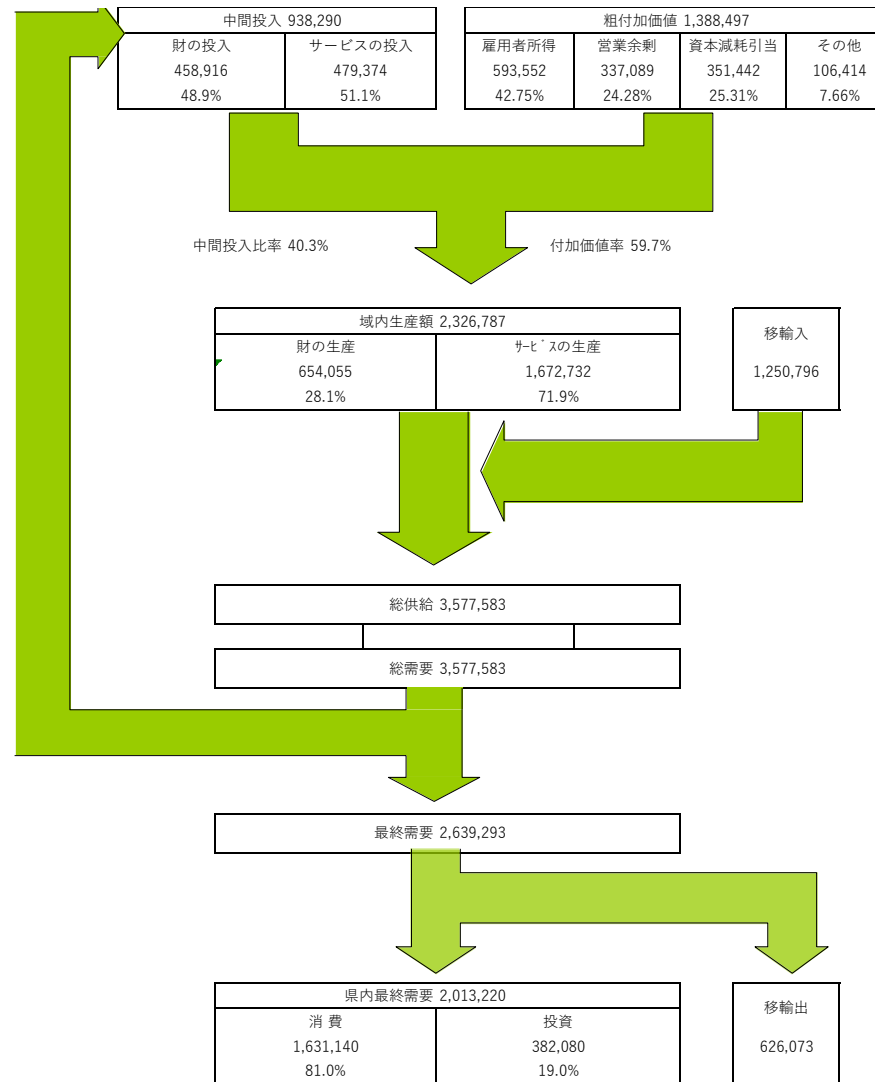 中間投入 938,290
粗付加価値 1,388,497
財の投入 サービスの投入
458,916 479,374
48.9% 51.1%
雇用者所得 営業余剰 資本減耗引当 その他
593,552 337,089 351,442 106,414
42.75% 24.28% 25.31% 7.66%
中間投入比率 40.3%
付加価値率 59.7%
域内生産額 2,326,787
財の生産 ｻｰﾋﾞｽの生産
654,055 1,672,732
28.1% 71.9%
移輸入
1,250,796
総供給 3,577,583
総需要 3,577,583
最終需要 2,639,293
県内最終需要 2,013,220
消 費 投資
1,631,140 382,080
81.0% 19.0%
移輸出
626,073